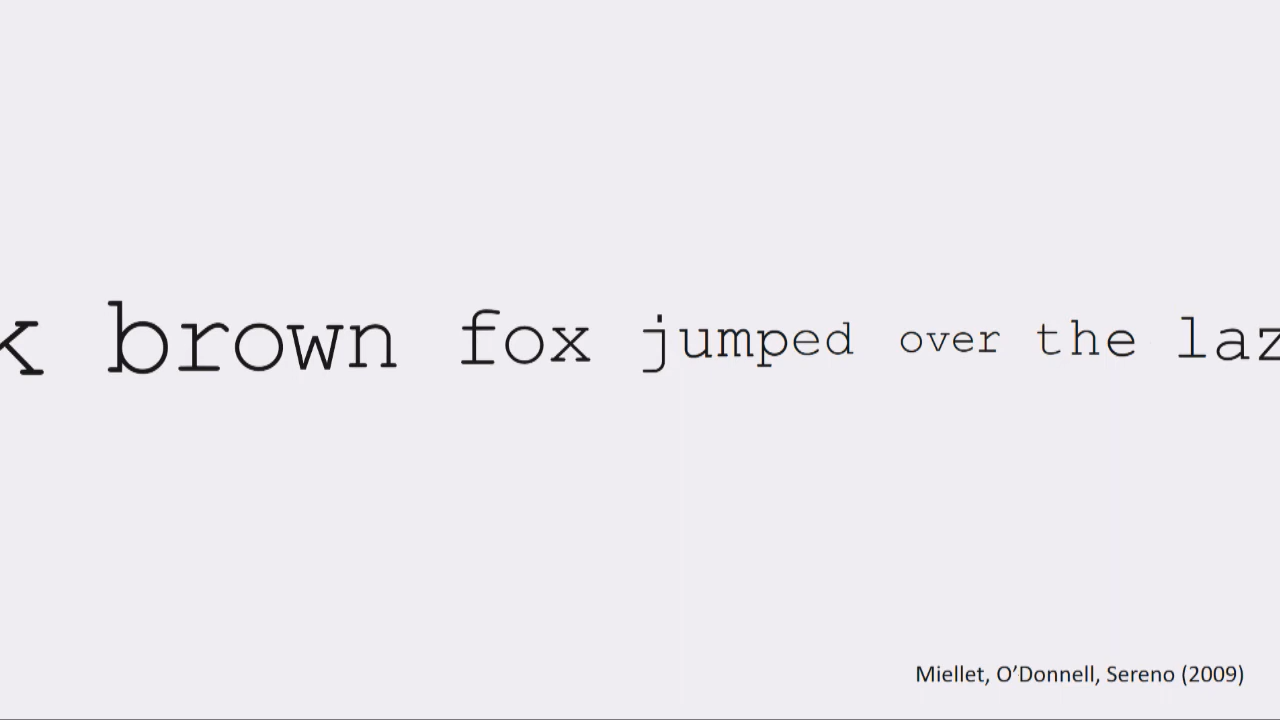 k brown fox jumped over the laz
Miellet, O’Donnell, Sereno (2009)